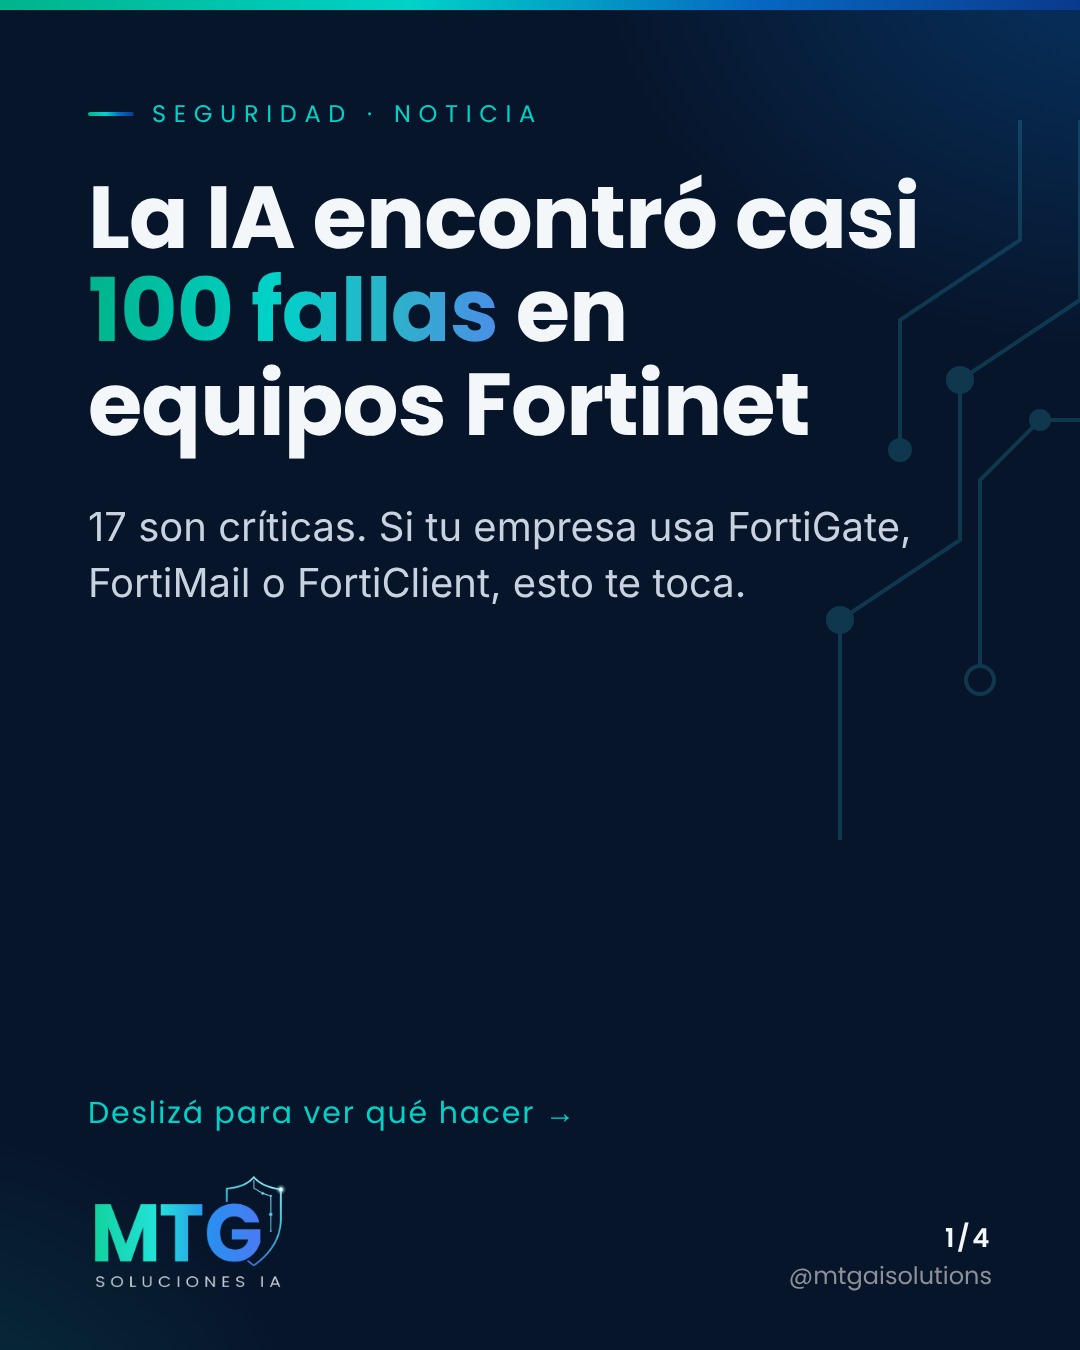 SEGURIDAD · NOTICIA
La IA encontró casi
100 fallas en
equipos Fortinet
17 son críticas. Si tu empresa usa FortiGate,
FortiMail o FortiClient, esto te toca.
Deslizá para ver qué hacer →
MTG
SOLUCIONES IA
1/4
@mtgaisolutions